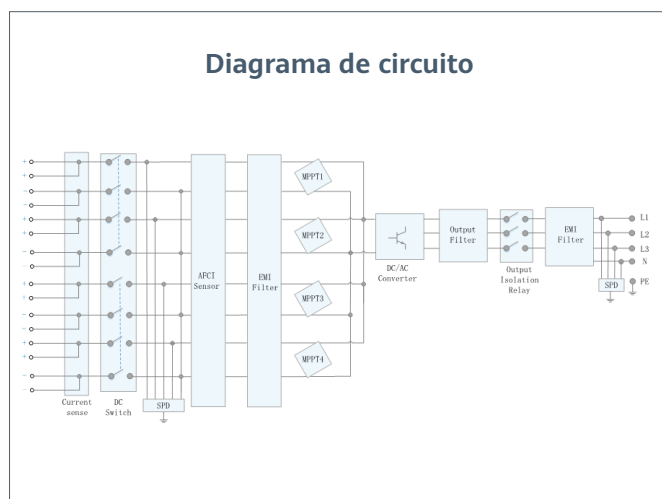 Diagrama de circuito
+
+
−
−
+
+
−
−
+
+
−
−
+
+
−
−
Current
sense
DC
Switch
SPD
AFCI
Sensor
EMI
Filter
MPPT1
MPPT2
MPPT3
MPPT4
DC/AC
Converter
Output
Filter
Output
Isolation
Relay
EMI
Filter
SPD
L1
L2
L3
N
PE